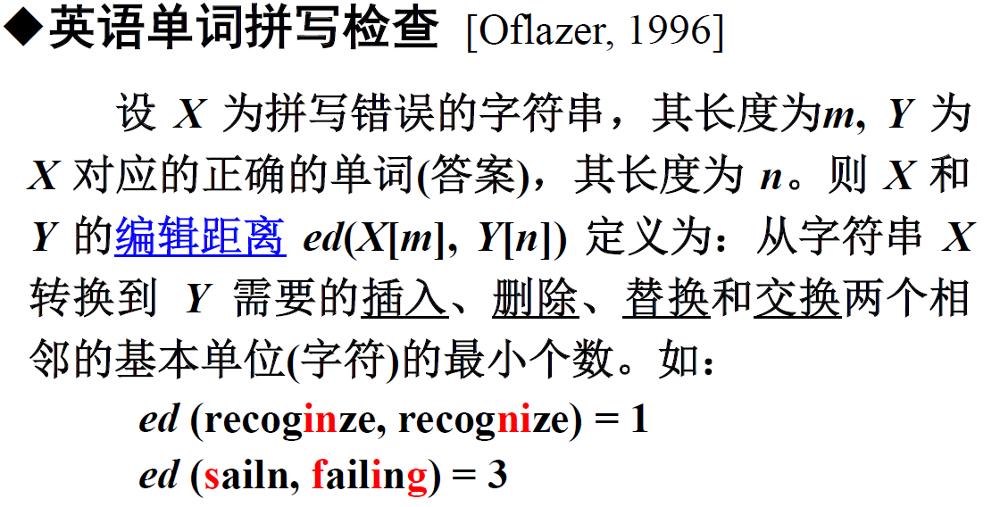 ◆英语单词拼写检查 [Oflazer, 1996]
设 X 为拼写错误的字符串，其长度为m, Y 为
X 对应的正确的单词(答案)，其长度为 n。则 X 和
Y 的编辑距离 ed(X[m], Y[n]) 定义为：从字符串 X
转换到 Y 需要的插入、删除、替换和交换两个相
邻的基本单位(字符)的最小个数。如：
ed (recoginze, recognize) = 1
ed (sailn, failing) = 3